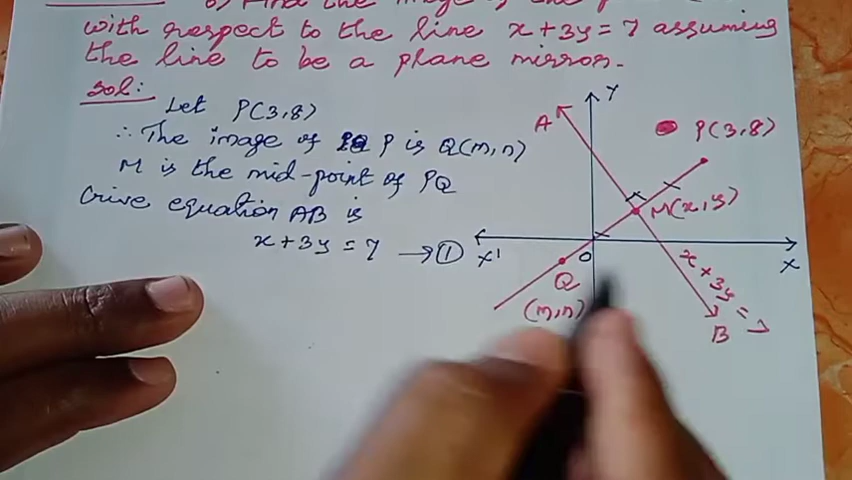 with respect to the line x+3y=7 assuming
the line to be a plane mirror.
Sol:
Let P(3,8)
∴ The image of P is Q(m,n)
M is the mid-point of PQ
Give equation AB is
x+3y=7 →①
Y
A
P(3,8)
M(x,y)
X'
O
X
Q
(m,n)
x+3y=7
B